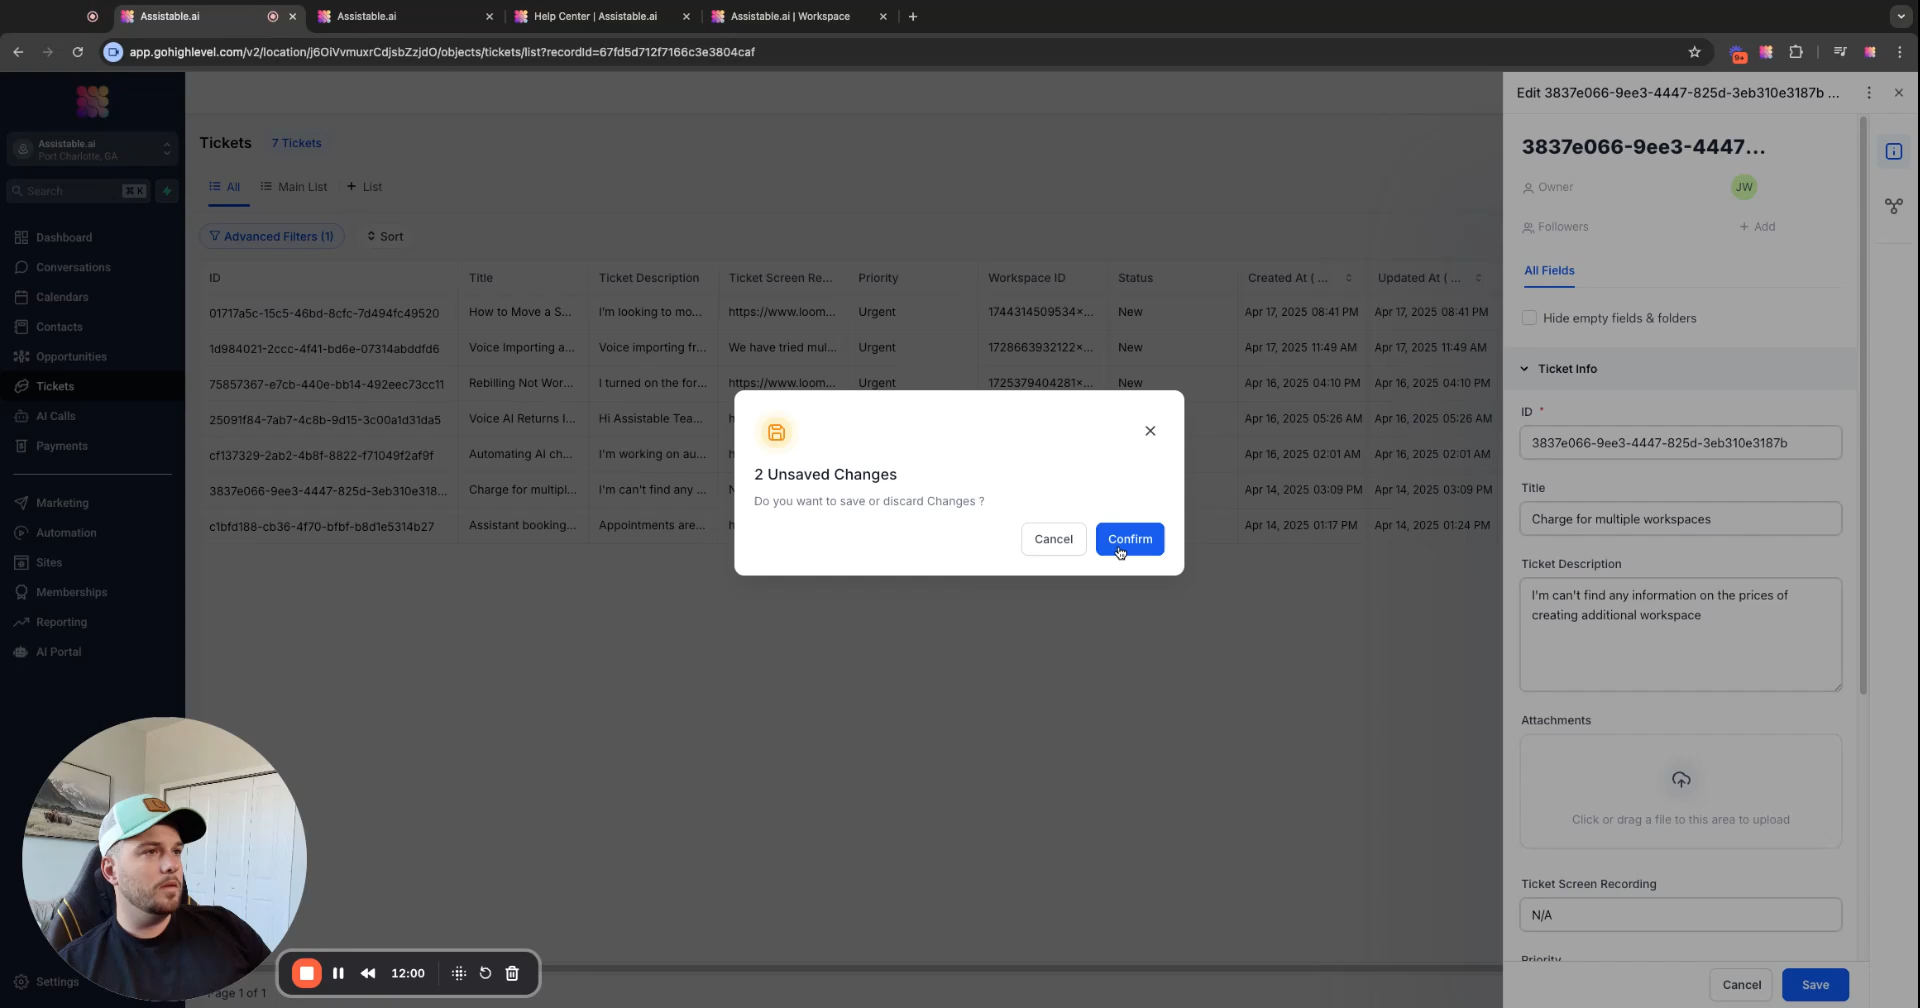 Assistable.ai
Assistable.ai
Help Center | Assistable.ai
Assistable.ai | Workspace
app.gohighlevel.com/v2/location/j6OiVvmuxrCdjsbZzjdO/objects/tickets/list?recordId=67fd5d712f7166c3e3804caf
9+
Assistable.ai
Port Charlotte, GA
Search
⌘ K
Dashboard
Conversations
Calendars
Contacts
Opportunities
Tickets
AI Calls
Payments
Marketing
Automation
Sites
Memberships
Reporting
AI Portal
Settings
Tickets
7 Tickets
All
Main List
+ List
Advanced Filters (1)
Sort
ID Title Ticket Description Ticket Screen Re... Priority Workspace ID Status Created At ( ... Updated At ( ...
01717a5c-15c5-46bd-8cfc-7d494fc49520 How to Move a S... I'm looking to mo... https://www.loom... Urgent 1744314509534×... New Apr 17, 2025 08:41 PM Apr 17, 2025 08:41 PM
1d984021-2ccc-4f41-bd6e-07314abddfd6 Voice Importing a... Voice importing fr... We have tried mul... Urgent 1728663932122×... New Apr 17, 2025 11:49 AM Apr 17, 2025 11:49 AM
75857367-e7cb-440e-bb14-492eec73cc11 Rebilling Not Wor... I turned on the for... https://www.loom... Urgent 1725379404281×... New Apr 16, 2025 04:10 PM Apr 16, 2025 04:10 PM
25091f84-7ab7-4c8b-9d15-3c00a1d31da5 Voice AI Returns I... Hi Assistable Tea... Apr 16, 2025 05:26 AM Apr 16, 2025 05:26 AM
cf137329-2ab2-4b8f-8822-f71049f2af9f Automating AI ch... I'm working on au... Apr 16, 2025 02:01 AM Apr 16, 2025 02:01 AM
3837e066-9ee3-4447-825d-3eb310e318... Charge for multipl... I'm can't find any ... Apr 14, 2025 03:09 PM Apr 14, 2025 03:09 PM
c1bfd188-cb36-4f70-bfbf-b8d1e5314b27 Assistant booking... Appointments are... Apr 14, 2025 01:17 PM Apr 14, 2025 01:24 PM
2 Unsaved Changes
Do you want to save or discard Changes ?
Cancel
Confirm
12:00
Page 1 of 1
Edit 3837e066-9ee3-4447-825d-3eb310e3187b ...
3837e066-9ee3-4447...
Owner
JW
Followers
+ Add
All Fields
Hide empty fields & folders
Ticket Info
ID *
3837e066-9ee3-4447-825d-3eb310e3187b
Title
Charge for multiple workspaces
Ticket Description
I'm can't find any information on the prices of
creating additional workspace
Attachments
Click or drag a file to this area to upload
Ticket Screen Recording
N/A
Priority
Cancel
Save